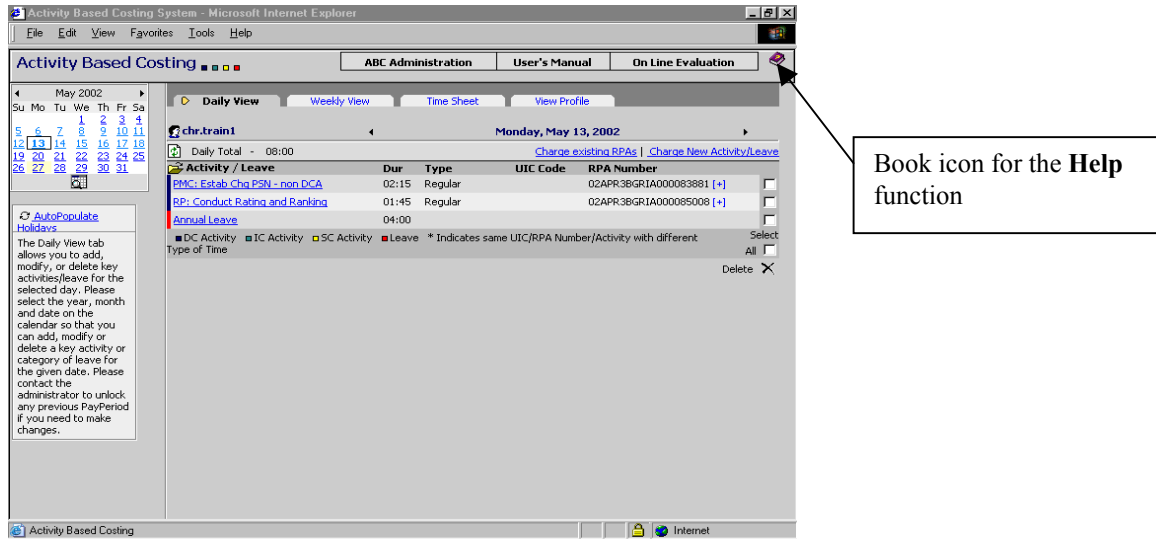 Activity Based Costing System - Microsoft Internet Explorer
File Edit View Favorites Tools Help
Activity Based Costing
ABC Administration User's Manual On Line Evaluation
May 2002
Su Mo Tu We Th Fr Sa
1 2 3 4
5 6 7 8 9 10 11
12 13 14 15 16 17 18
19 20 21 22 23 24 25
26 27 28 29 30 31
AutoPopulate
Holidays
The Daily View tab
allows you to add,
modify, or delete key
activities/leave for the
selected day. Please
select the year, month
and date on the
calendar so that you
can add, modify or
delete a key activity or
category of leave for
the given date. Please
contact the
administrator to unlock
any previous PayPeriod
if you need to make
changes.
Daily View Weekly View Time Sheet View Profile
chr.train1 Monday, May 13, 2002
Daily Total - 08:00 Charge existing RPAs | Charge New Activity/Leave
Activity / Leave Dur Type UIC Code RPA Number
PMC: Estab Chg PSN - non DCA 02:15 Regular 02APR3BGRIA000083881 [+]
RP: Conduct Rating and Ranking 01:45 Regular 02APR3BGRIA000085008 [+]
Annual Leave 04:00
DC Activity IC Activity SC Activity Leave * Indicates same UIC/RPA Number/Activity with different Select
Type of Time All
Delete
Book icon for the Help
function
Activity Based Costing Internet